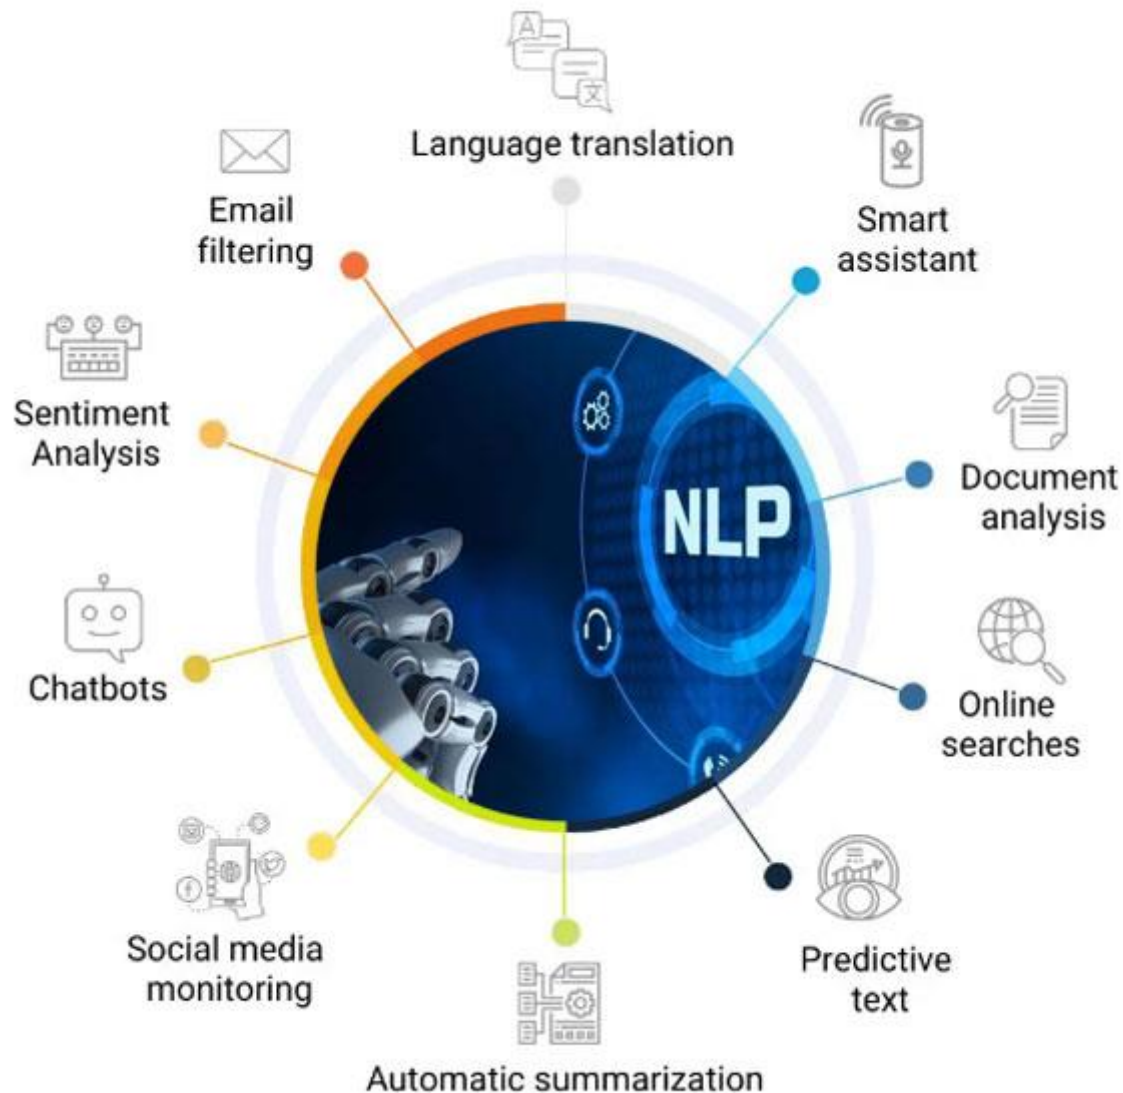 A
文
Language translation
Smart
assistant
Document
analysis
Online
searches
Predictive
text
Automatic summarization
Social media
monitoring
Chatbots
Sentiment
Analysis
Email
filtering
NLP